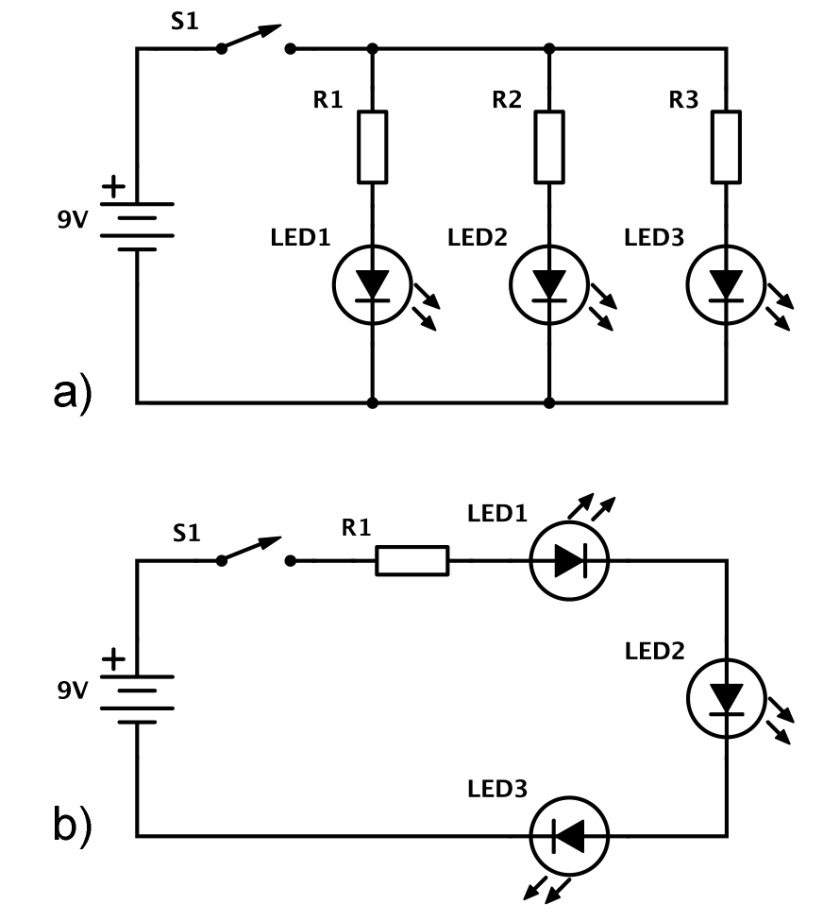 S1
R1
R2
R3
+
9V
LED1
LED2
LED3
a)
LED1
S1
R1
LED2
+
9V
LED3
b)